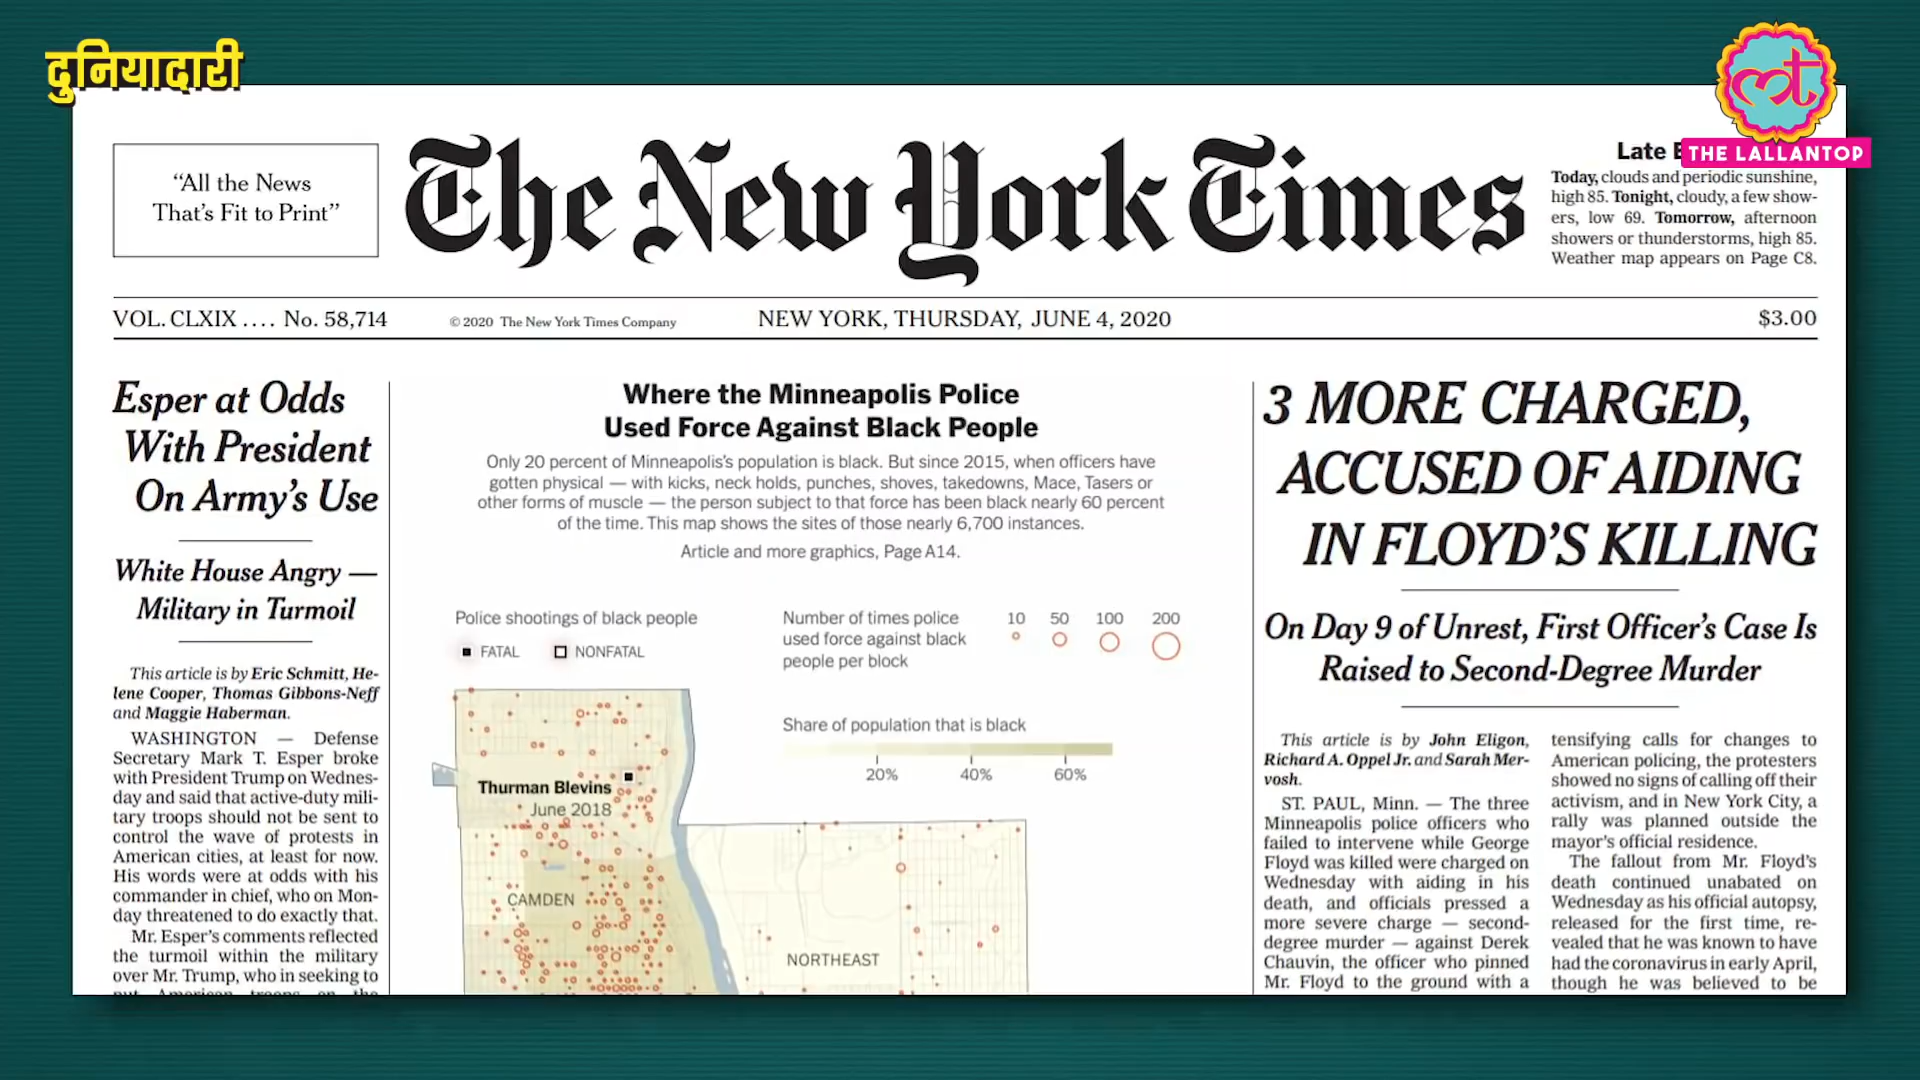 दुनियादारी
THE LALLANTOP
“All the News
That’s Fit to Print”
The New York Times
Late
Today, clouds and periodic sunshine,
high 85. Tonight, cloudy, a few show-
ers, low 69. Tomorrow, afternoon
showers or thunderstorms, high 85.
Weather map appears on Page C8.
VOL. CLXIX .... No. 58,714
© 2020 The New York Times Company
NEW YORK, THURSDAY, JUNE 4, 2020
$3.00
Esper at Odds
With President
On Army’s Use
White House Angry —
Military in Turmoil
This article is by Eric Schmitt, He-
lene Cooper, Thomas Gibbons-Neff
and Maggie Haberman.
WASHINGTON — Defense
Secretary Mark T. Esper broke
with President Trump on Wednes-
day and said that active-duty mili-
tary troops should not be sent to
control the wave of protests in
American cities, at least for now.
His words were at odds with his
commander in chief, who on Mon-
day threatened to do exactly that.
Mr. Esper’s comments reflected
the turmoil within the military
over Mr. Trump, who in seeking to
Where the Minneapolis Police
Used Force Against Black People
Only 20 percent of Minneapolis’s population is black. But since 2015, when officers have
gotten physical — with kicks, neck holds, punches, shoves, takedowns, Mace, Tasers or
other forms of muscle — the person subject to that force has been black nearly 60 percent
of the time. This map shows the sites of those nearly 6,700 instances.
Article and more graphics, Page A14.
Police shootings of black people
FATAL NONFATAL
Number of times police
used force against black
people per block
10 50 100 200
Share of population that is black
20% 40% 60%
Thurman Blevins
June 2018
CAMDEN
NORTHEAST
3 MORE CHARGED,
ACCUSED OF AIDING
IN FLOYD’S KILLING
On Day 9 of Unrest, First Officer’s Case Is
Raised to Second-Degree Murder
This article is by John Eligon,
Richard A. Oppel Jr. and Sarah Mer-
vosh.
ST. PAUL, Minn. — The three
Minneapolis police officers who
failed to intervene while George
Floyd was killed were charged on
Wednesday with aiding in his
death, and officials pressed a
more severe charge — second-
degree murder — against Derek
Chauvin, the officer who pinned
Mr. Floyd to the ground with a
tensifying calls for changes to
American policing, the protesters
showed no signs of calling off their
activism, and in New York City, a
rally was planned outside the
mayor’s official residence.
The fallout from Mr. Floyd’s
death continued unabated on
Wednesday as his official autopsy,
released for the first time, re-
vealed that he was known to have
had the coronavirus in early April,
though he was believed to be